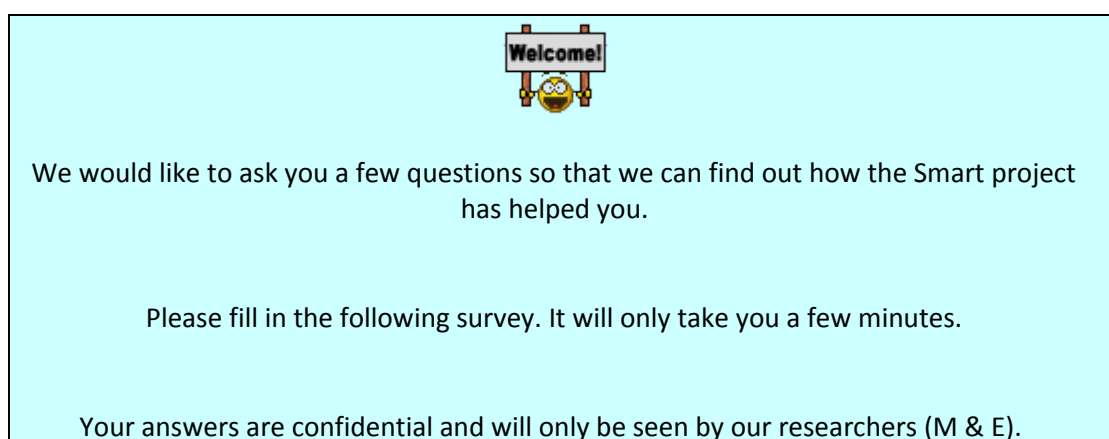 Welcome!
We would like to ask you a few questions so that we can find out how the Smart project
has helped you.
Please fill in the following survey. It will only take you a few minutes.
Your answers are confidential and will only be seen by our researchers (M & E).